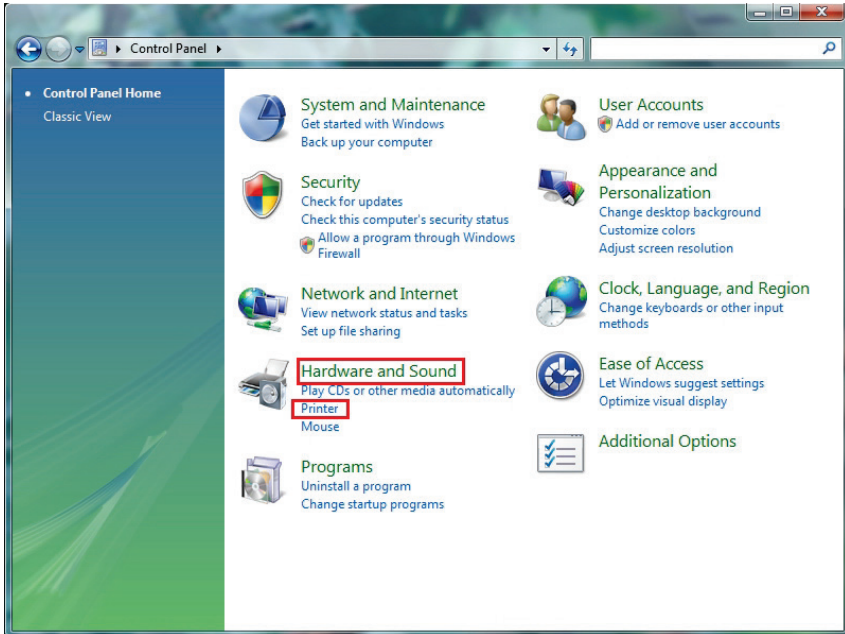 Control Panel
Control Panel Home
Classic View
System and Maintenance
Get started with Windows
Back up your computer
Security
Check for updates
Check this computer's security status
Allow a program through Windows
Firewall
Network and Internet
View network status and tasks
Set up file sharing
Hardware and Sound
Play CDs or other media automatically
Printer
Mouse
Programs
Uninstall a program
Change startup programs
User Accounts
Add or remove user accounts
Appearance and
Personalization
Change desktop background
Customize colors
Adjust screen resolution
Clock, Language, and Region
Change keyboards or other input
methods
Ease of Access
Let Windows suggest settings
Optimize visual display
Additional Options